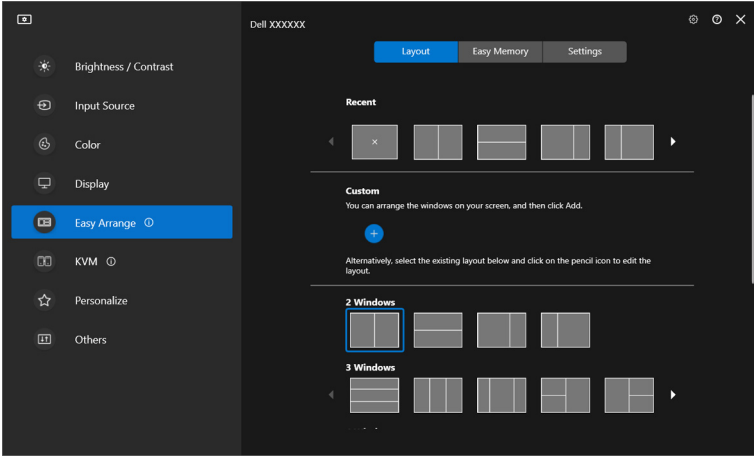 Dell XXXXXX
Brightness / Contrast
Input Source
Color
Display
Easy Arrange
KVM
Personalize
Others
Layout
Easy Memory
Settings
Recent
Custom
You can arrange the windows on your screen, and then click Add.
Alternatively, select the existing layout below and click on the pencil icon to edit the
layout.
2 Windows
3 Windows